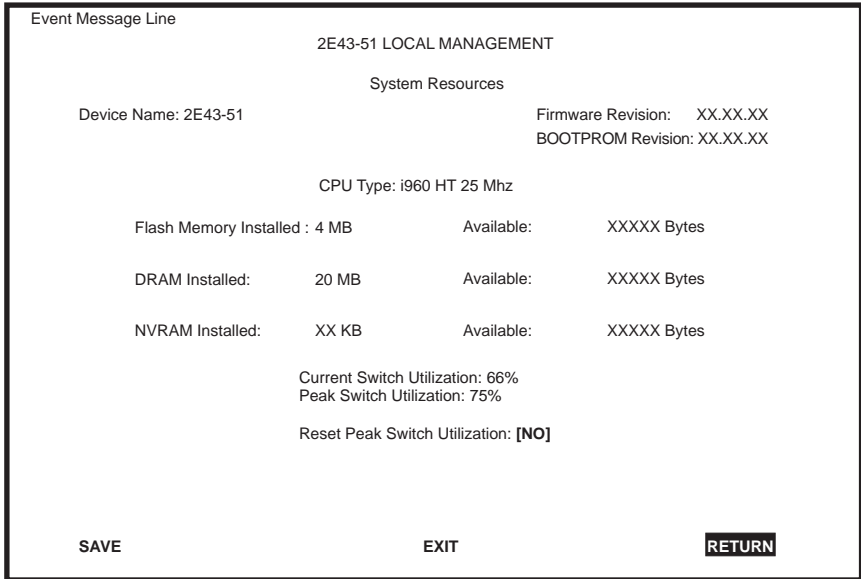 Event Message Line
2E43-51 LOCAL MANAGEMENT
System Resources
Device Name: 2E43-51 Firmware Revision: XX.XX.XX
BOOTPROM Revision: XX.XX.XX
CPU Type: i960 HT 25 Mhz
Flash Memory Installed : 4 MB Available: XXXXX Bytes
DRAM Installed: 20 MB Available: XXXXX Bytes
NVRAM Installed: XX KB Available: XXXXX Bytes
Current Switch Utilization: 66%
Peak Switch Utilization: 75%
Reset Peak Switch Utilization: [NO]
SAVE EXIT RETURN